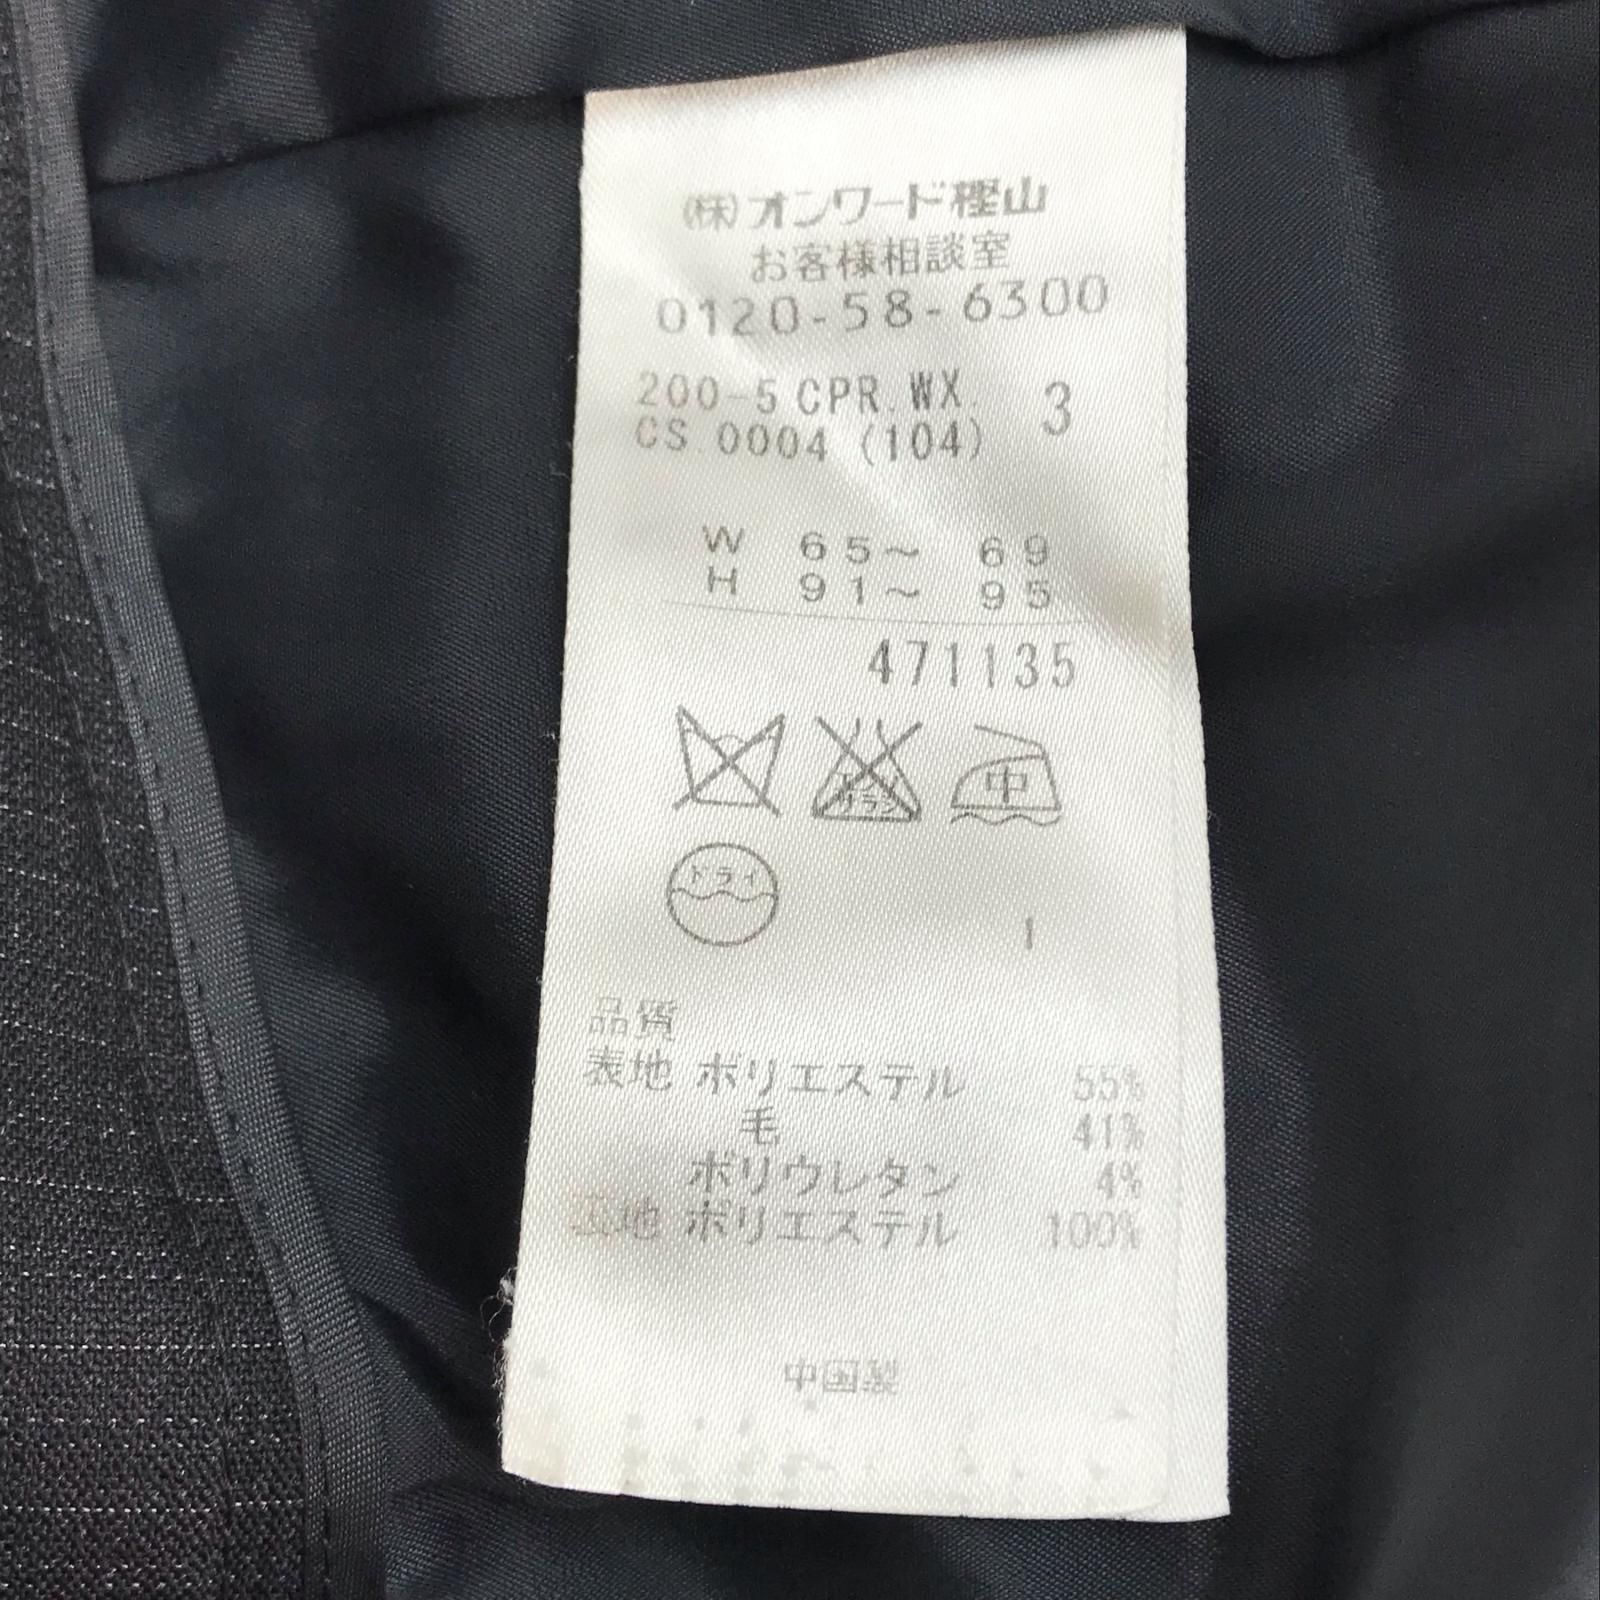 (株)オンワード樫山
お客様相談室
0120-58-6300
200-5 CPR.WX. 3
CS.0004 (104)
W 65～ 69
H 91～ 95
471135
中
ドライ
1
品質
表地 ポリエステル 55%
毛 41%
ポリウレタン 4%
地 ポリエステル 100%
中国製